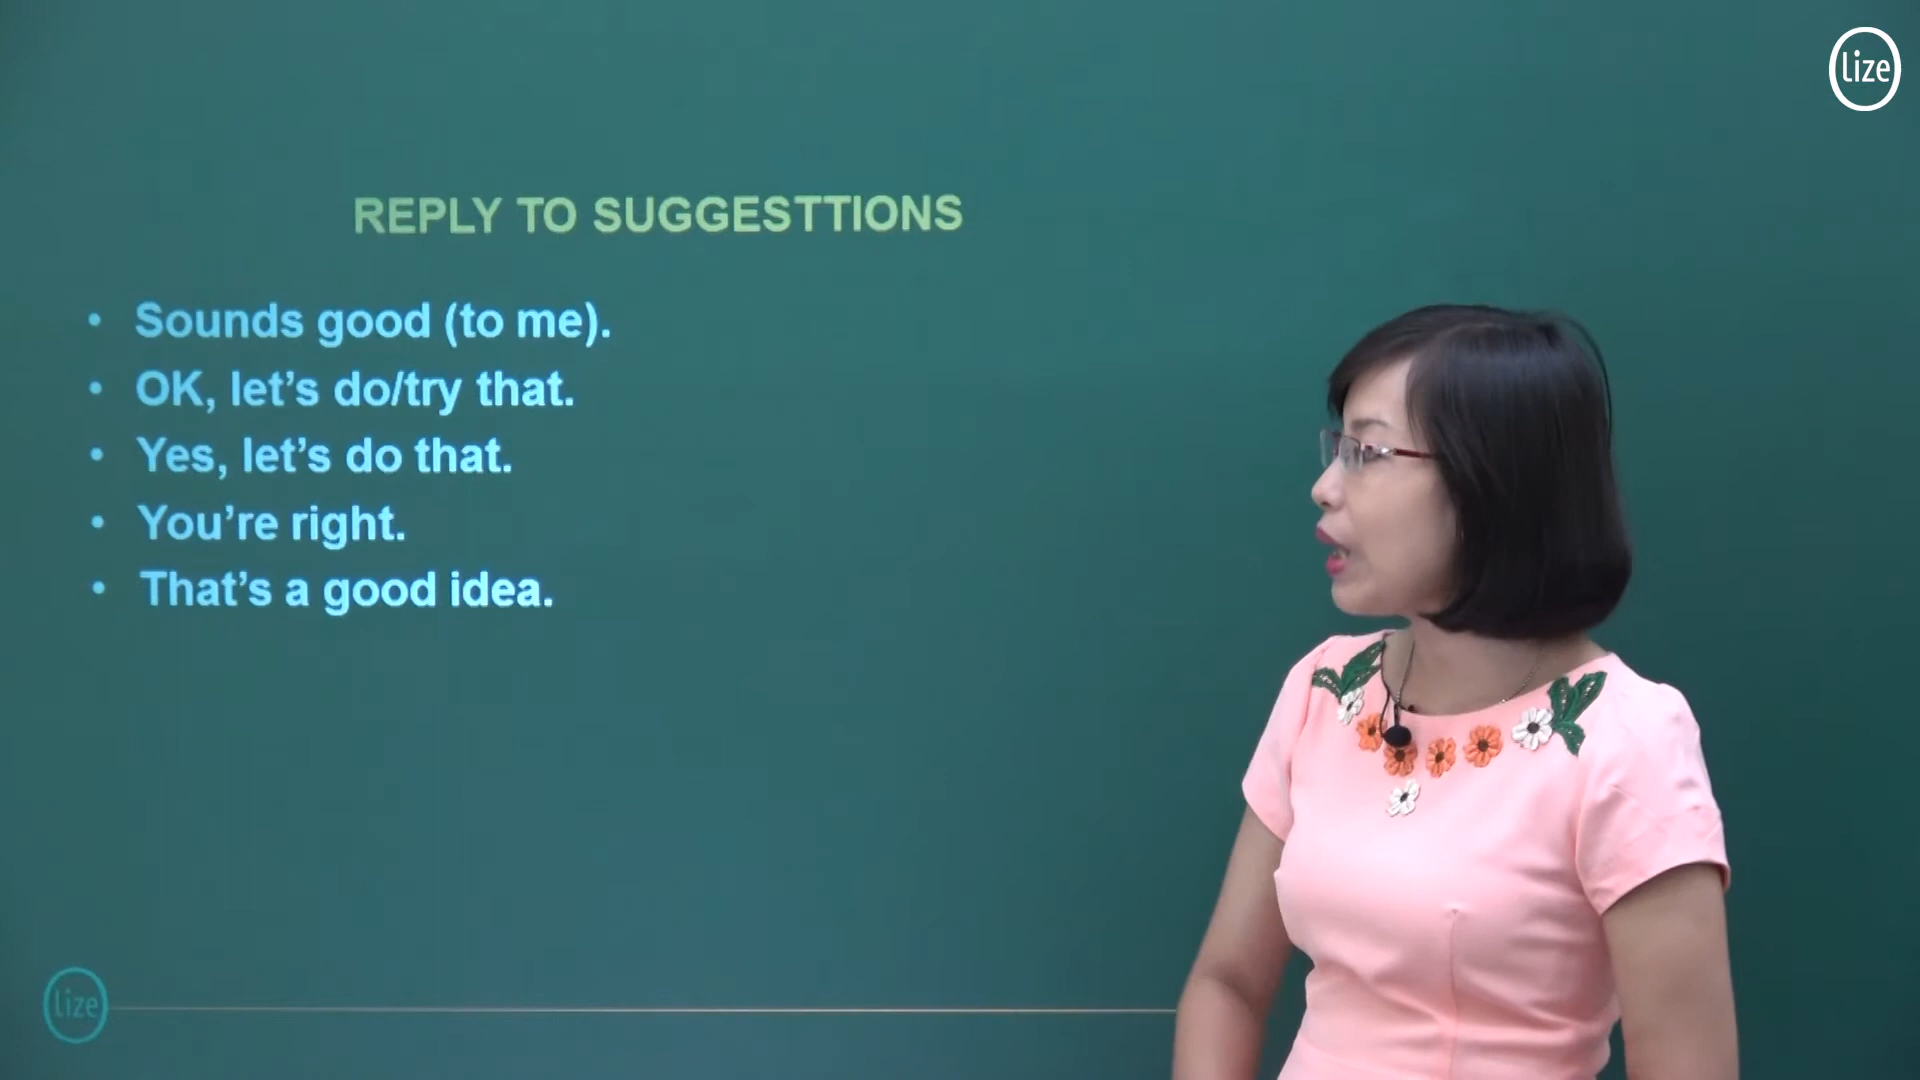 lize
REPLY TO SUGGESTTIONS
• Sounds good (to me).
• OK, let’s do/try that.
• Yes, let’s do that.
• You’re right.
• That’s a good idea.
lize